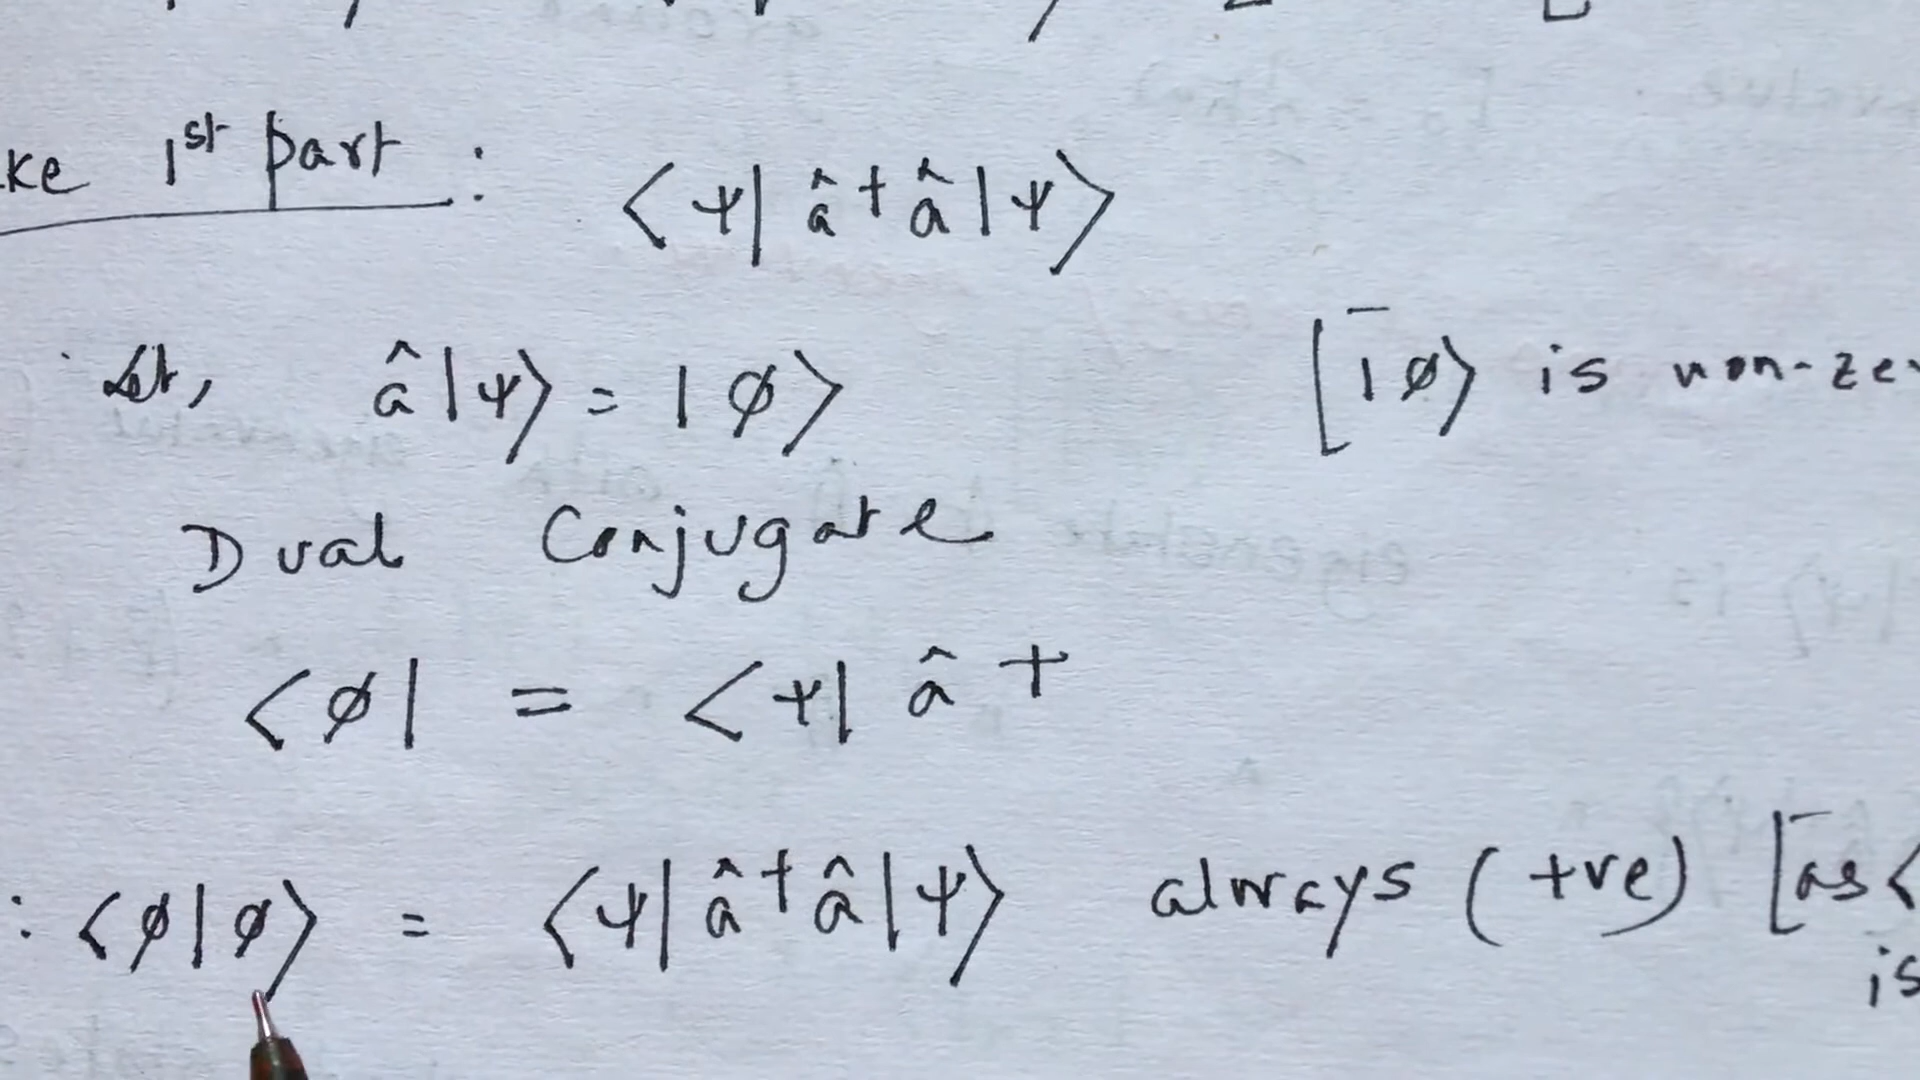 ke 1st part : ⟨ψ| â† â |ψ⟩
Let, â |ψ⟩ = |φ⟩ [|φ⟩ is non-ze
Dual Conjugate
⟨φ| = ⟨ψ| â†
: ⟨φ|φ⟩ = ⟨ψ| â† â |ψ⟩ always (+ve) [as ⟨
is